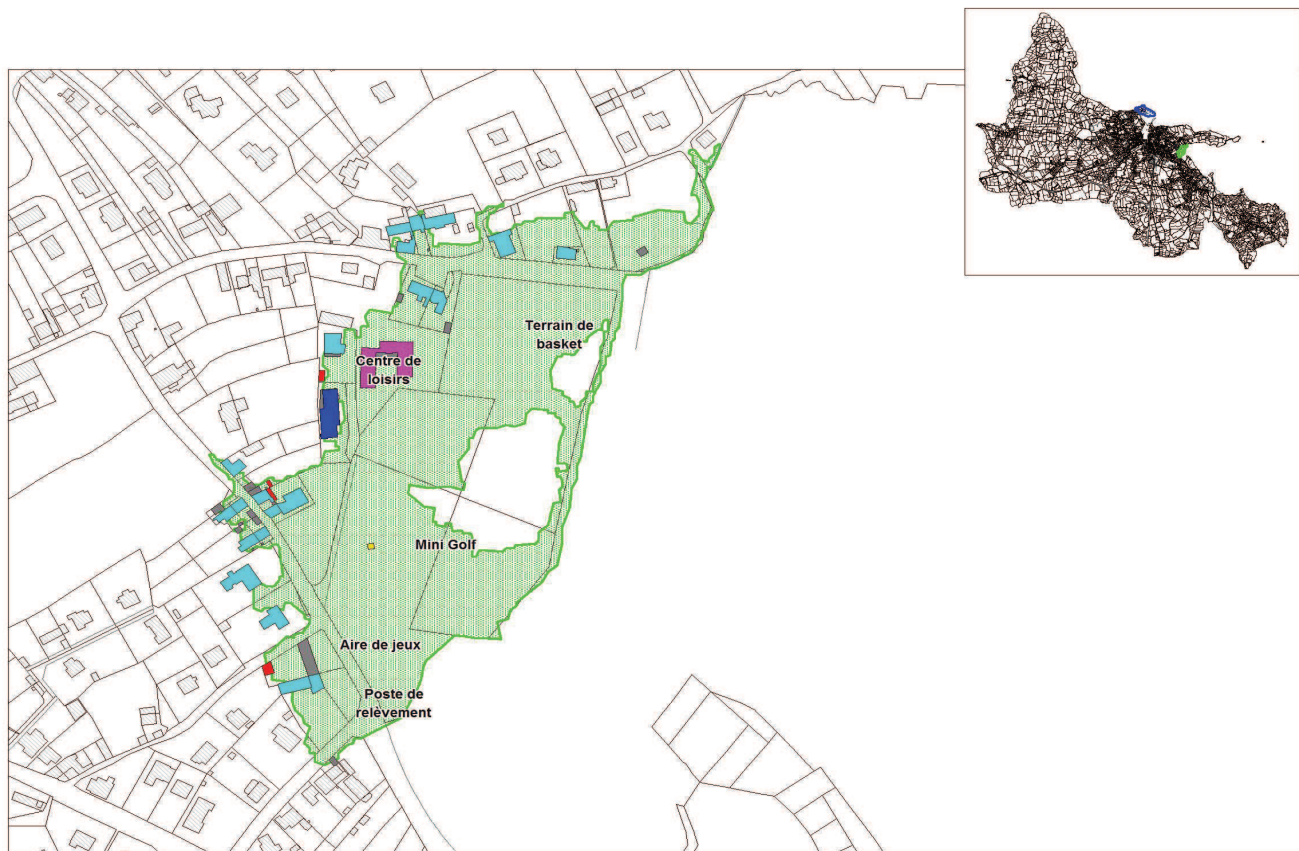 Terrain de
basket
Centre de
loisirs
Mini Golf
Aire de jeux
Poste de
relèvement